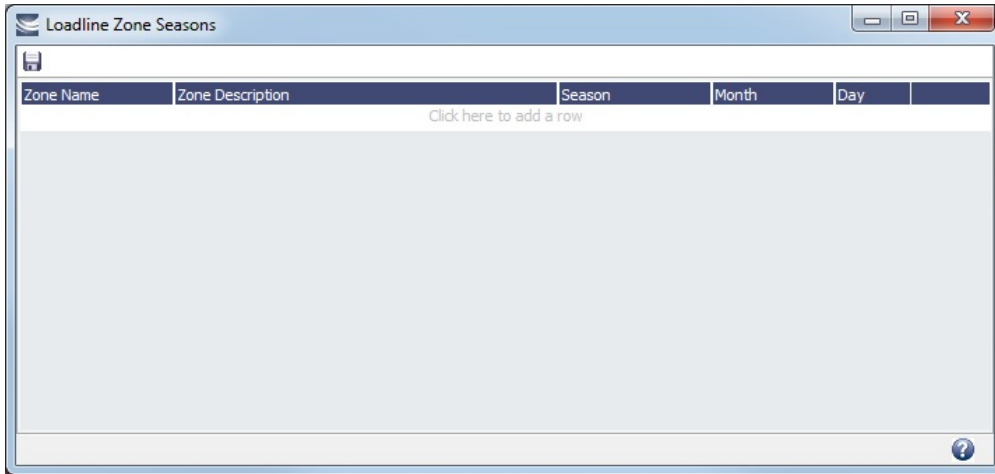 Loadline Zone Seasons
Zone Name Zone Description Season Month Day
Click here to add a row